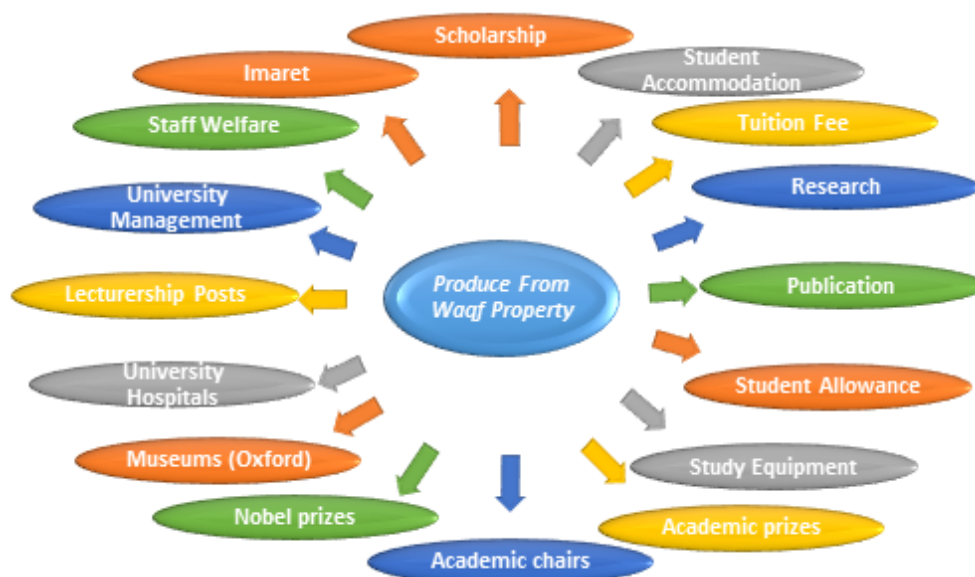 Scholarship
Student
Accommodation
Tuition Fee
Research
Publication
Student Allowance
Study Equipment
Academic prizes
Academic chairs
Nobel prizes
Museums (Oxford)
University
Hospitals
Lecturership Posts
University
Management
Staff Welfare
Imaret
Produce From
Waqf Property